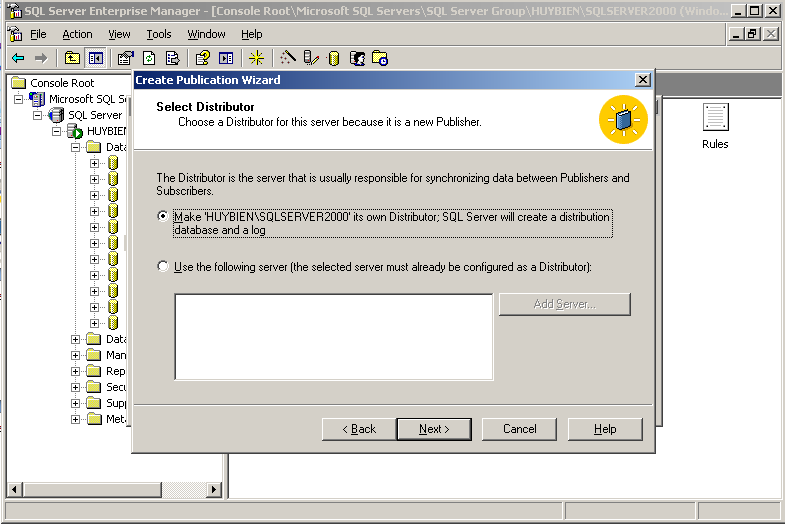 SQL Server Enterprise Manager - [Console Root\Microsoft SQL Servers\SQL Server Group\HUYBIEN\SQLSERVER2000 (Windo...
File Action View Tools Window Help
Console Root
Microsoft SQL Se
SQL Server
HUYBIEN
Data
Data
Man
Rep
Secu
Supp
Meta
Create Publication Wizard
Select Distributor
Choose a Distributor for this server because it is a new Publisher.
The Distributor is the server that is usually responsible for synchronizing data between Publishers and
Subscribers.
Make 'HUYBIEN\SQLSERVER2000' its own Distributor; SQL Server will create a distribution
database and a log
Use the following server (the selected server must already be configured as a Distributor):
Add Server...
< Back Next > Cancel Help
Rules